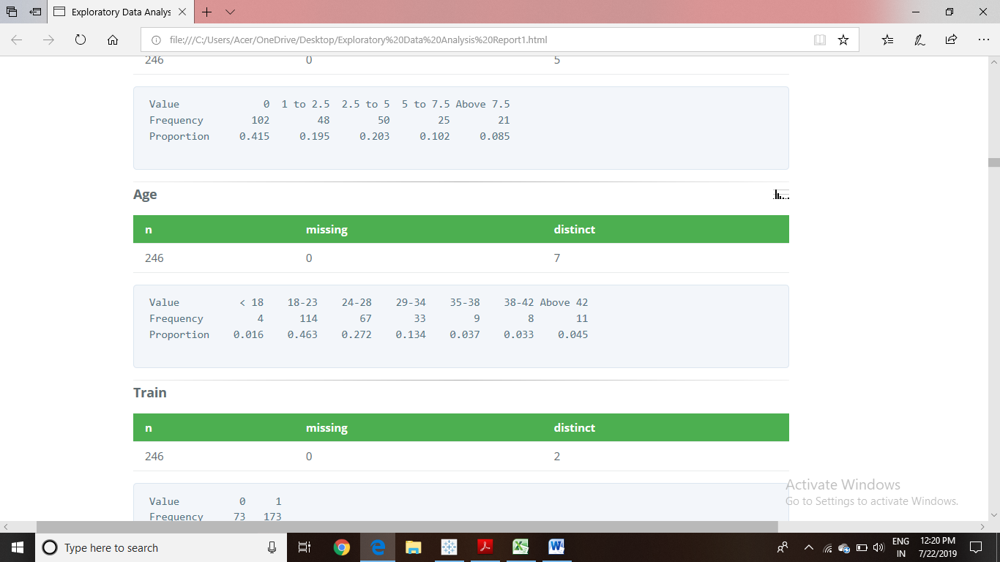 Exploratory Data Analys
file:///C:/Users/Acer/OneDrive/Desktop/Exploratory%20Data%20Analysis%20Report1.html
246 0 5
Value 0 1 to 2.5 2.5 to 5 5 to 7.5 Above 7.5
Frequency 102 48 50 25 21
Proportion 0.415 0.195 0.203 0.102 0.085
Age
n missing distinct
246 0 7
Value < 18 18-23 24-28 29-34 35-38 38-42 Above 42
Frequency 4 114 67 33 9 8 11
Proportion 0.016 0.463 0.272 0.134 0.037 0.033 0.045
Train
n missing distinct
246 0 2
Value 0 1
Frequency 73 173
Activate Windows
Go to Settings to activate Windows.
Type here to search
ENG 12:20 PM
IN 7/22/2019